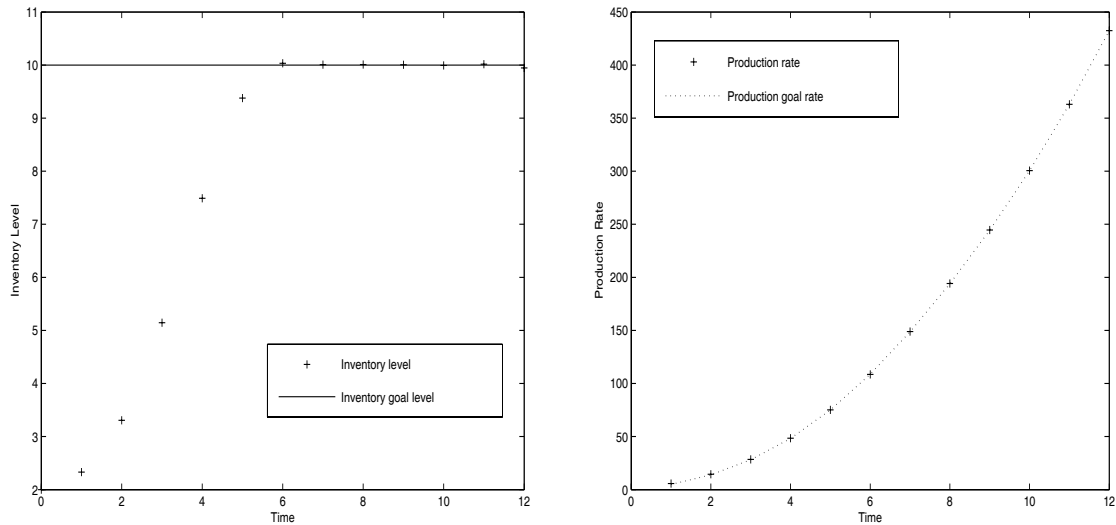 11
10
9
8
7
6
5
4
3
2
0 2 4 6 8 10 12
Time
Inventory Level
Inventory level
Inventory goal level
450
400
350
300
250
200
150
100
50
0
0 2 4 6 8 10 12
Time
Production Rate
Production rate
Production goal rate